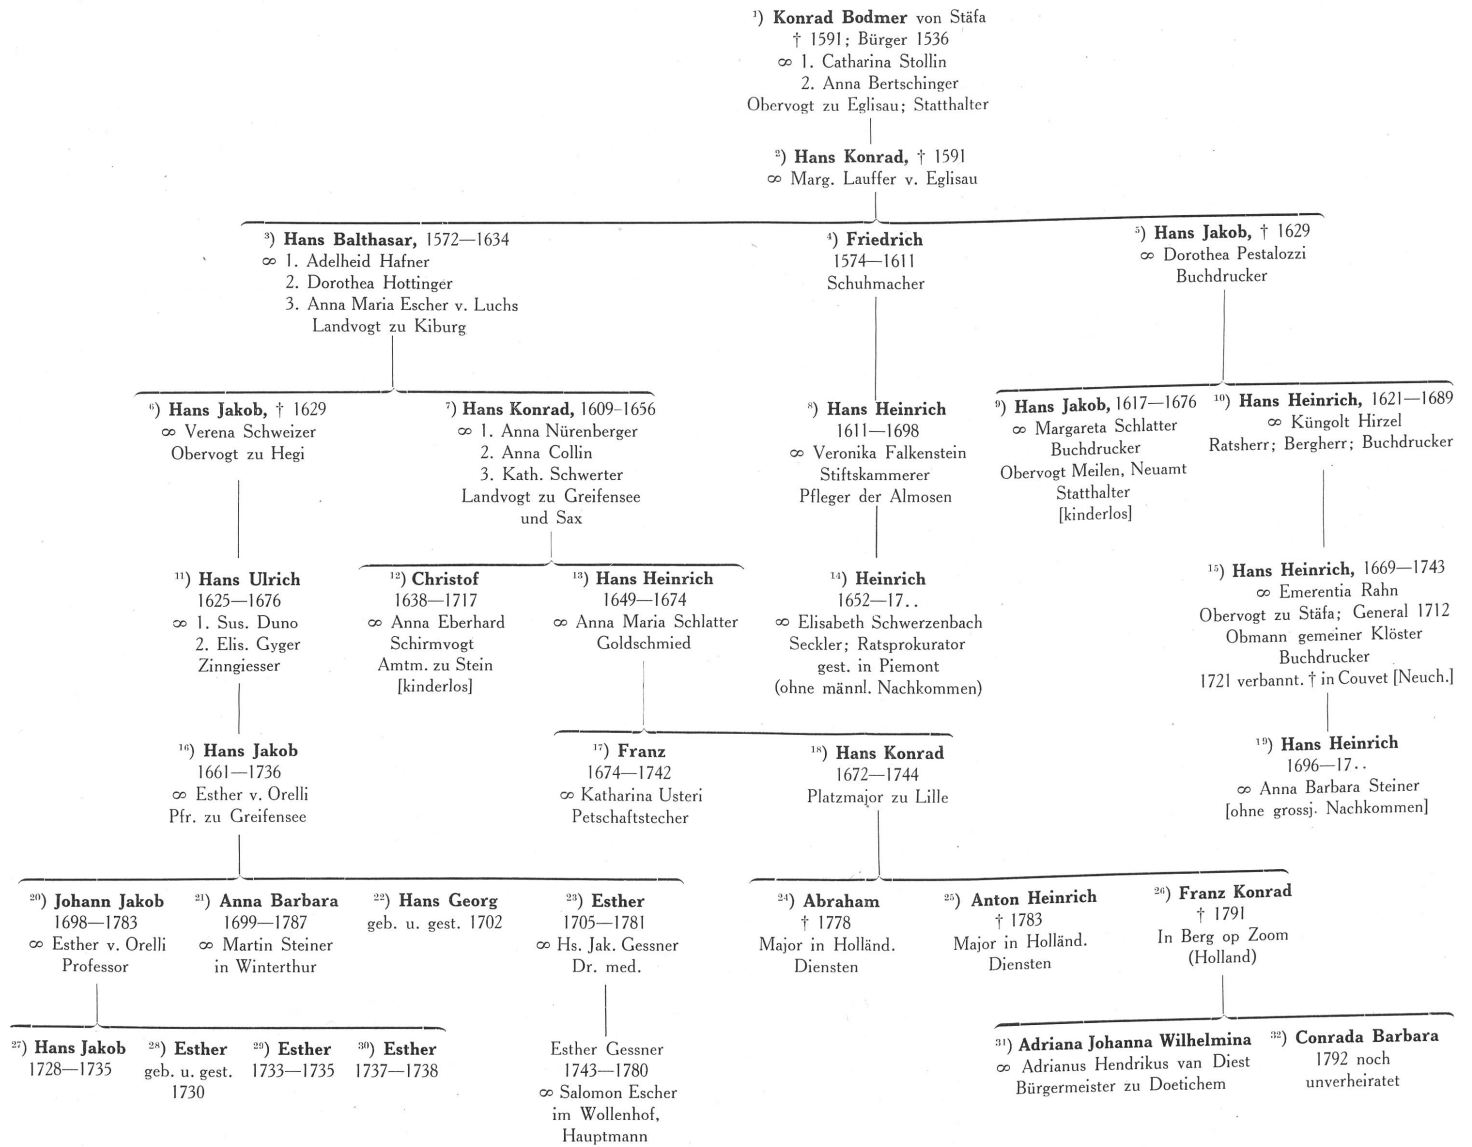 ¹) Konrad Bodmer von Stäfa
† 1591; Bürger 1536
∞ 1. Catharina Stollin
2. Anna Bertschinger
Obervogt zu Eglisau; Statthalter
²) Hans Konrad, † 1591
∞ Marg. Lauffer v. Eglisau
³) Hans Balthasar, 1572—1634
∞ 1. Adelheid Hafner
2. Dorothea Hottinger
3. Anna Maria Escher v. Luchs
Landvogt zu Kiburg
⁴) Friedrich
1574—1611
Schuhmacher
⁵) Hans Jakob, † 1629
∞ Dorothea Pestalozzi
Buchdrucker
⁶) Hans Jakob, † 1629
∞ Verena Schweizer
Obervogt zu Hegi
⁷) Hans Konrad, 1609-1656
∞ 1. Anna Nürenberger
2. Anna Collin
3. Kath. Schwerter
Landvogt zu Greifensee
und Sax
⁸) Hans Heinrich
1611—1698
∞ Veronika Falkenstein
Stiftskammerer
Pfleger der Almosen
⁹) Hans Jakob, 1617—1676
∞ Margareta Schlatter
Buchdrucker
Obervogt Meilen, Neuamt
Statthalter
[kinderlos]
¹⁰) Hans Heinrich, 1621—1689
∞ Küngolt Hirzel
Ratsherr; Bergherr; Buchdrucker
¹¹) Hans Ulrich
1625—1676
∞ 1. Sus. Duno
2. Elis. Gyger
Zinngiesser
¹²) Christof
1638—1717
∞ Anna Eberhard
Schirmvogt
Amtm. zu Stein
[kinderlos]
¹³) Hans Heinrich
1649—1674
∞ Anna Maria Schlatter
Goldschmied
¹⁴) Heinrich
1652—17..
∞ Elisabeth Schwerzenbach
Seckler; Ratsprokurator
gest. in Piemont
(ohne männl. Nachkommen)
¹⁵) Hans Heinrich, 1669—1743
∞ Emerentia Rahn
Obervogt zu Stäfa; General 1712
Obmann gemeiner Klöster
Buchdrucker
1721 verbannt. † in Couvet [Neuch.]
¹⁶) Hans Jakob
1661—1736
∞ Esther v. Orelli
Pfr. zu Greifensee
¹⁷) Franz
1674—1742
∞ Katharina Usteri
Petschaftstecher
¹⁸) Hans Konrad
1672—1744
Platzmajor zu Lille
¹⁹) Hans Heinrich
1696—17..
∞ Anna Barbara Steiner
[ohne grossj. Nachkommen]
²⁰) Johann Jakob
1698—1783
∞ Esther v. Orelli
Professor
²¹) Anna Barbara
1699—1787
∞ Martin Steiner
in Winterthur
²²) Hans Georg
geb. u. gest. 1702
²³) Esther
1705—1781
∞ Hs. Jak. Gessner
Dr. med.
²⁴) Abraham
† 1778
Major in Holländ.
Diensten
²⁵) Anton Heinrich
† 1783
Major in Holländ.
Diensten
²⁶) Franz Konrad
† 1791
In Berg op Zoom
(Holland)
²⁷) Hans Jakob
1728—1735
²⁸) Esther
geb. u. gest.
1730
²⁹) Esther
1733—1735
³⁰) Esther
1737—1738
Esther Gessner
1743—1780
∞ Salomon Escher
im Wollenhof,
Hauptmann
³¹) Adriana Johanna Wilhelmina
∞ Adrianus Hendrikus van Diest
Bürgermeister zu Doetichem
³²) Conrada Barbara
1792 noch
unverheiratet